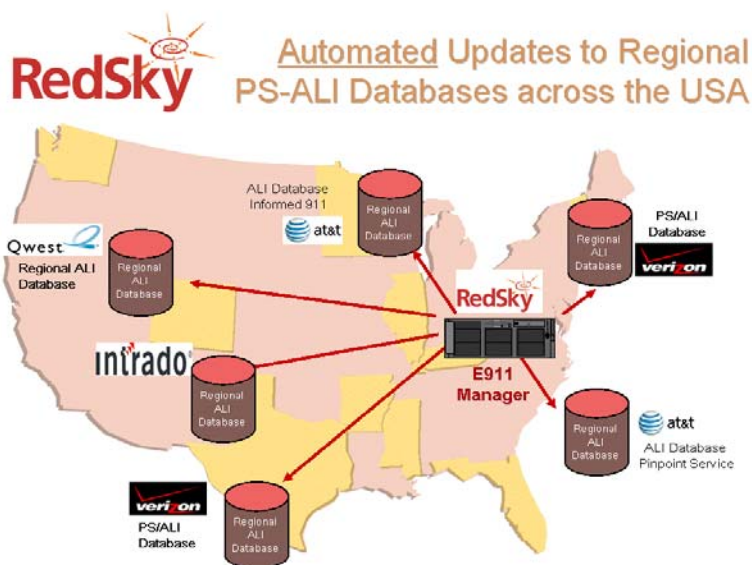 RedSky
Automated Updates to Regional
PS-ALI Databases across the USA
ALI Database
Informed 911
at&t
Regional
ALI
Database
Qwest
Regional ALI
Database
Regional
ALI
Database
PS/ALI
Database
verizon
Regional
ALI
Database
RedSky
E911
Manager
intrado
Regional
ALI
Database
at&t
ALI Database
Pinpoint Service
Regional
ALI
Database
verizon
PS/ALI
Database
Regional
ALI
Database